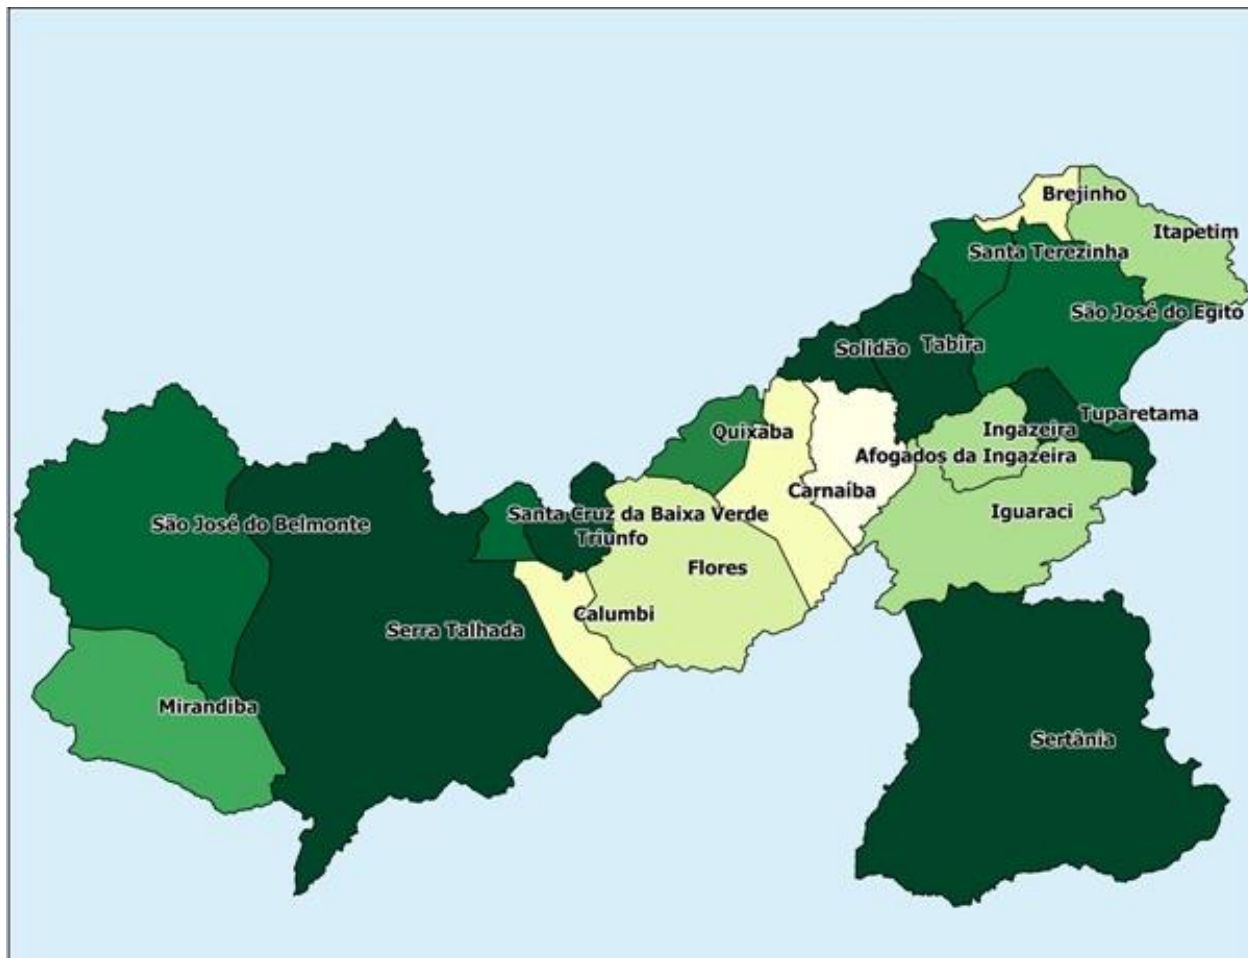 Brejinho
Itapetim
Santa Terezinha
São José do Egito
Solidão
Tabira
Tuparetama
Quixaba
Ingazeira
Afogados da Ingazeira
Carnaíba
Iguaraci
Santa Cruz da Baixa Verde
São José do Belmonte
Triunfo
Flores
Calumbi
Serra Talhada
Mirandiba
Sertânia